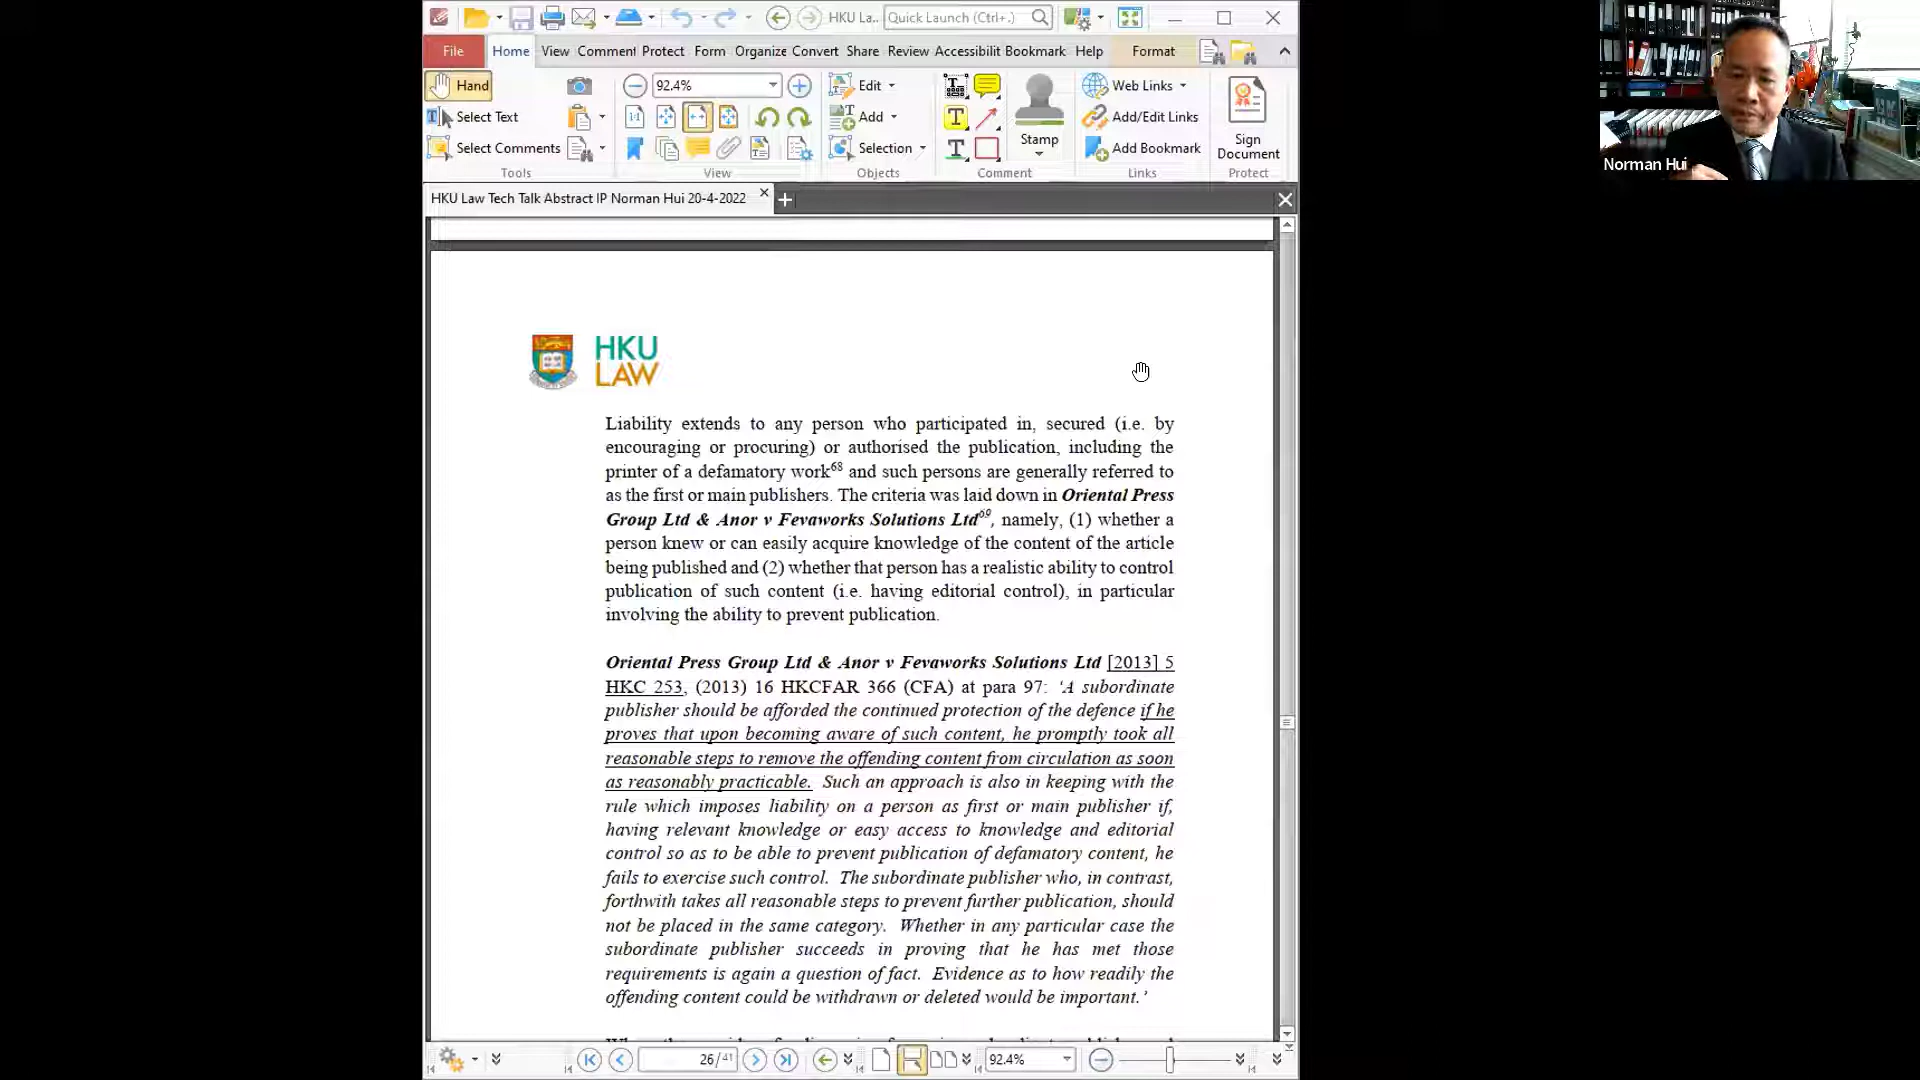 HKU La..
Quick Launch (Ctrl+.)
File Home View Comment Protect Form Organize Convert Share Review Accessibilit Bookmark Help Format
Hand
Select Text
Select Comments
Tools
92.4%
View
Edit
Add
Selection
Objects
Stamp
Comment
Web Links
Add/Edit Links
Add Bookmark
Links
Sign
Document
Protect
Norman Hui
HKU Law Tech Talk Abstract IP Norman Hui 20-4-2022
HKU
LAW
Liability extends to any person who participated in, secured (i.e. by
encouraging or procuring) or authorised the publication, including the
printer of a defamatory work68 and such persons are generally referred to
as the first or main publishers. The criteria was laid down in Oriental Press
Group Ltd & Anor v Fevaworks Solutions Ltd69, namely, (1) whether a
person knew or can easily acquire knowledge of the content of the article
being published and (2) whether that person has a realistic ability to control
publication of such content (i.e. having editorial control), in particular
involving the ability to prevent publication.
Oriental Press Group Ltd & Anor v Fevaworks Solutions Ltd [2013] 5
HKC 253, (2013) 16 HKCFAR 366 (CFA) at para 97: ‘A subordinate
publisher should be afforded the continued protection of the defence if he
proves that upon becoming aware of such content, he promptly took all
reasonable steps to remove the offending content from circulation as soon
as reasonably practicable. Such an approach is also in keeping with the
rule which imposes liability on a person as first or main publisher if,
having relevant knowledge or easy access to knowledge and editorial
control so as to be able to prevent publication of defamatory content, he
fails to exercise such control. The subordinate publisher who, in contrast,
forthwith takes all reasonable steps to prevent further publication, should
not be placed in the same category. Whether in any particular case the
subordinate publisher succeeds in proving that he has met those
requirements is again a question of fact. Evidence as to how readily the
offending content could be withdrawn or deleted would be important.’
26/41
92.4%